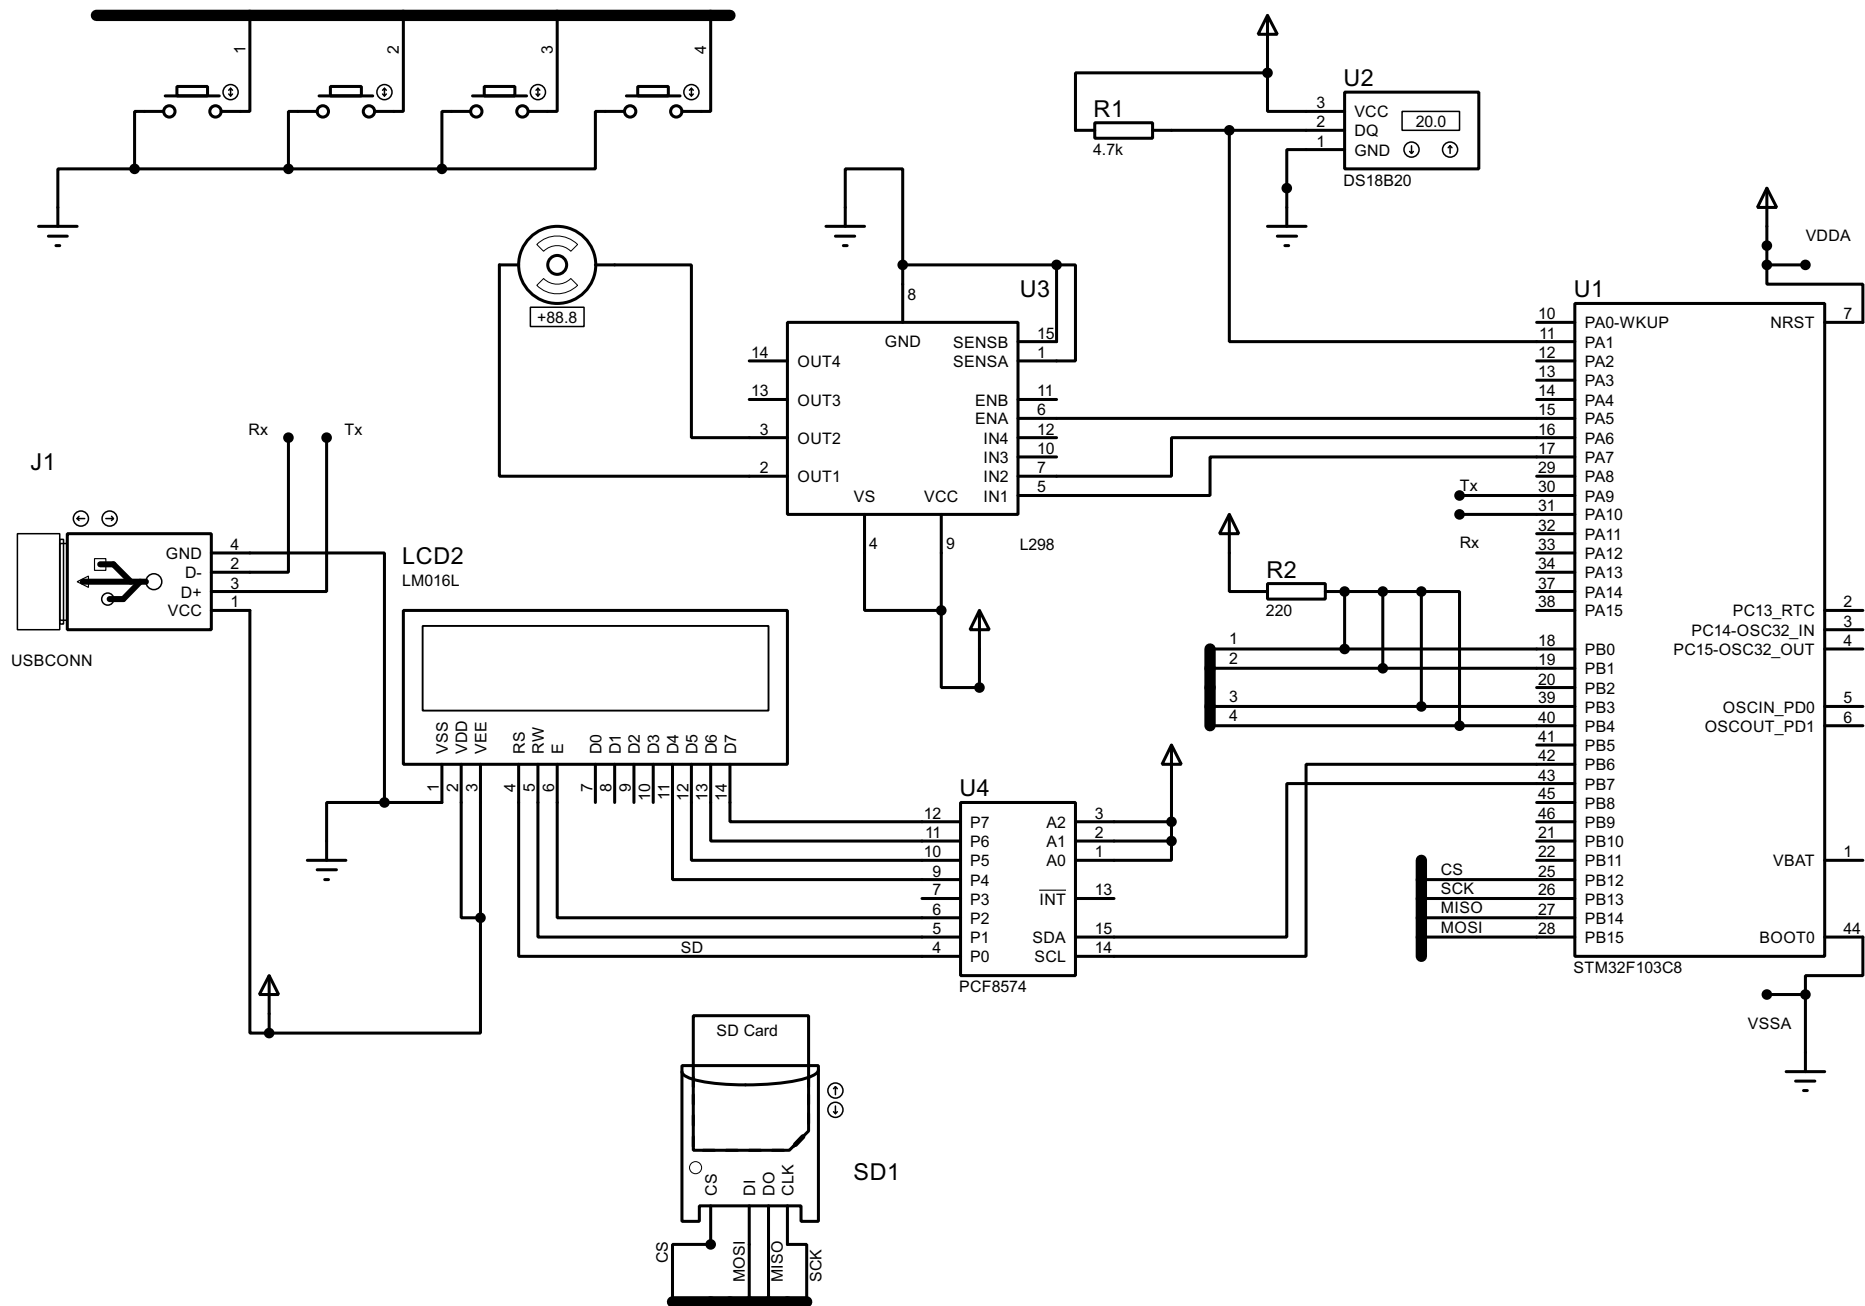 1
2
3
4
U2
3 VCC
2 DQ
1 GND
20.0
DS18B20
R1
4.7k
VDDA
+88.8
U3
8
GND
SENSB 15
SENSA 1
14 OUT4
13 OUT3
ENB 11
ENA 6
3 OUT2
IN4 12
IN3 10
2 OUT1
IN2 7
VS VCC IN1 5
4 9
L298
U1
10 PA0-WKUP NRST 7
11 PA1
12 PA2
13 PA3
14 PA4
15 PA5
16 PA6
17 PA7
29 PA8
Tx 30 PA9
31 PA10
Rx 32 PA11
33 PA12
34 PA13
37 PA14
38 PA15 PC13_RTC 2
PC14-OSC32_IN 3
1 18 PB0 PC15-OSC32_OUT 4
2 19 PB1
20 PB2
3 39 PB3 OSCIN_PD0 5
4 40 PB4 OSCOUT_PD1 6
41 PB5
42 PB6
43 PB7
45 PB8
46 PB9
21 PB10
22 PB11 VBAT 1
CS 25 PB12
SCK 26 PB13
MISO 27 PB14
MOSI 28 PB15 BOOT0 44
STM32F103C8
VSSA
R2
220
Rx Tx
J1
GND 4
D- 2
D+ 3
VCC 1
USBCONN
LCD2
LM016L
VSS VDD VEE RS RW E D0 D1 D2 D3 D4 D5 D6 D7
1 2 3 4 5 6 7 8 9 10 11 12 13 14
U4
12 P7 A2 3
11 P6 A1 2
10 P5 A0 1
9 P4
7 P3 INT 13
6 P2
5 P1 SDA 15
SD 4 P0 SCL 14
PCF8574
SD Card
SD1
CS DI DO CLK
CS MOSI MISO SCK